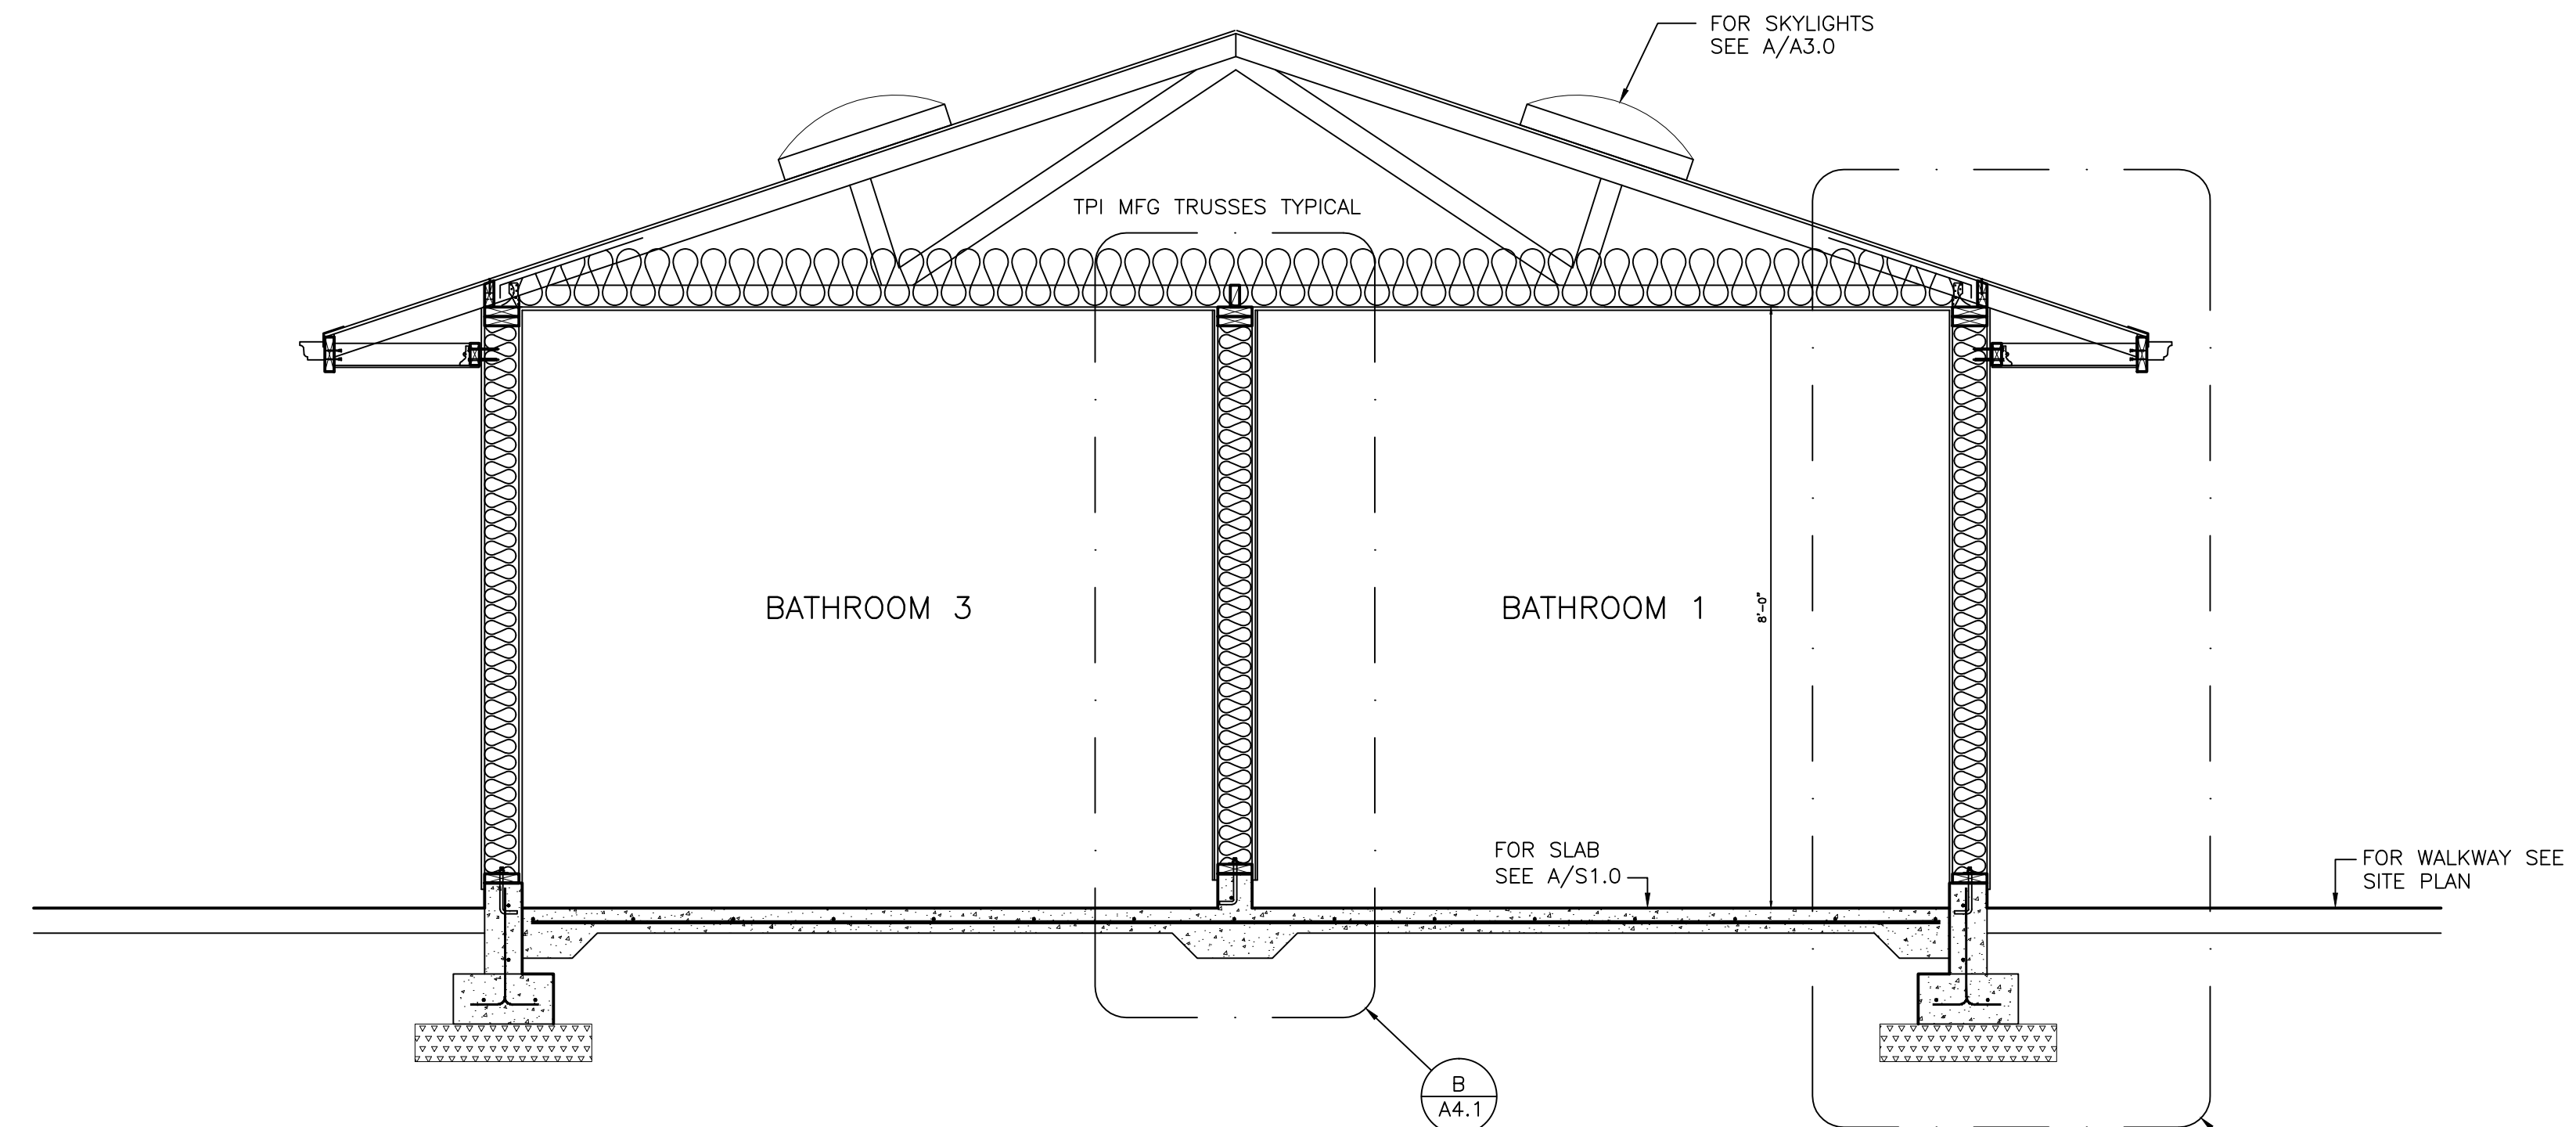 FOR SKYLIGHTS
SEE A/A3.0
TPI MFG TRUSSES TYPICAL
BATHROOM 3
BATHROOM 1
8'-0"
FOR SLAB
SEE A/S1.0
FOR WALKWAY SEE
SITE PLAN
B
A4.1